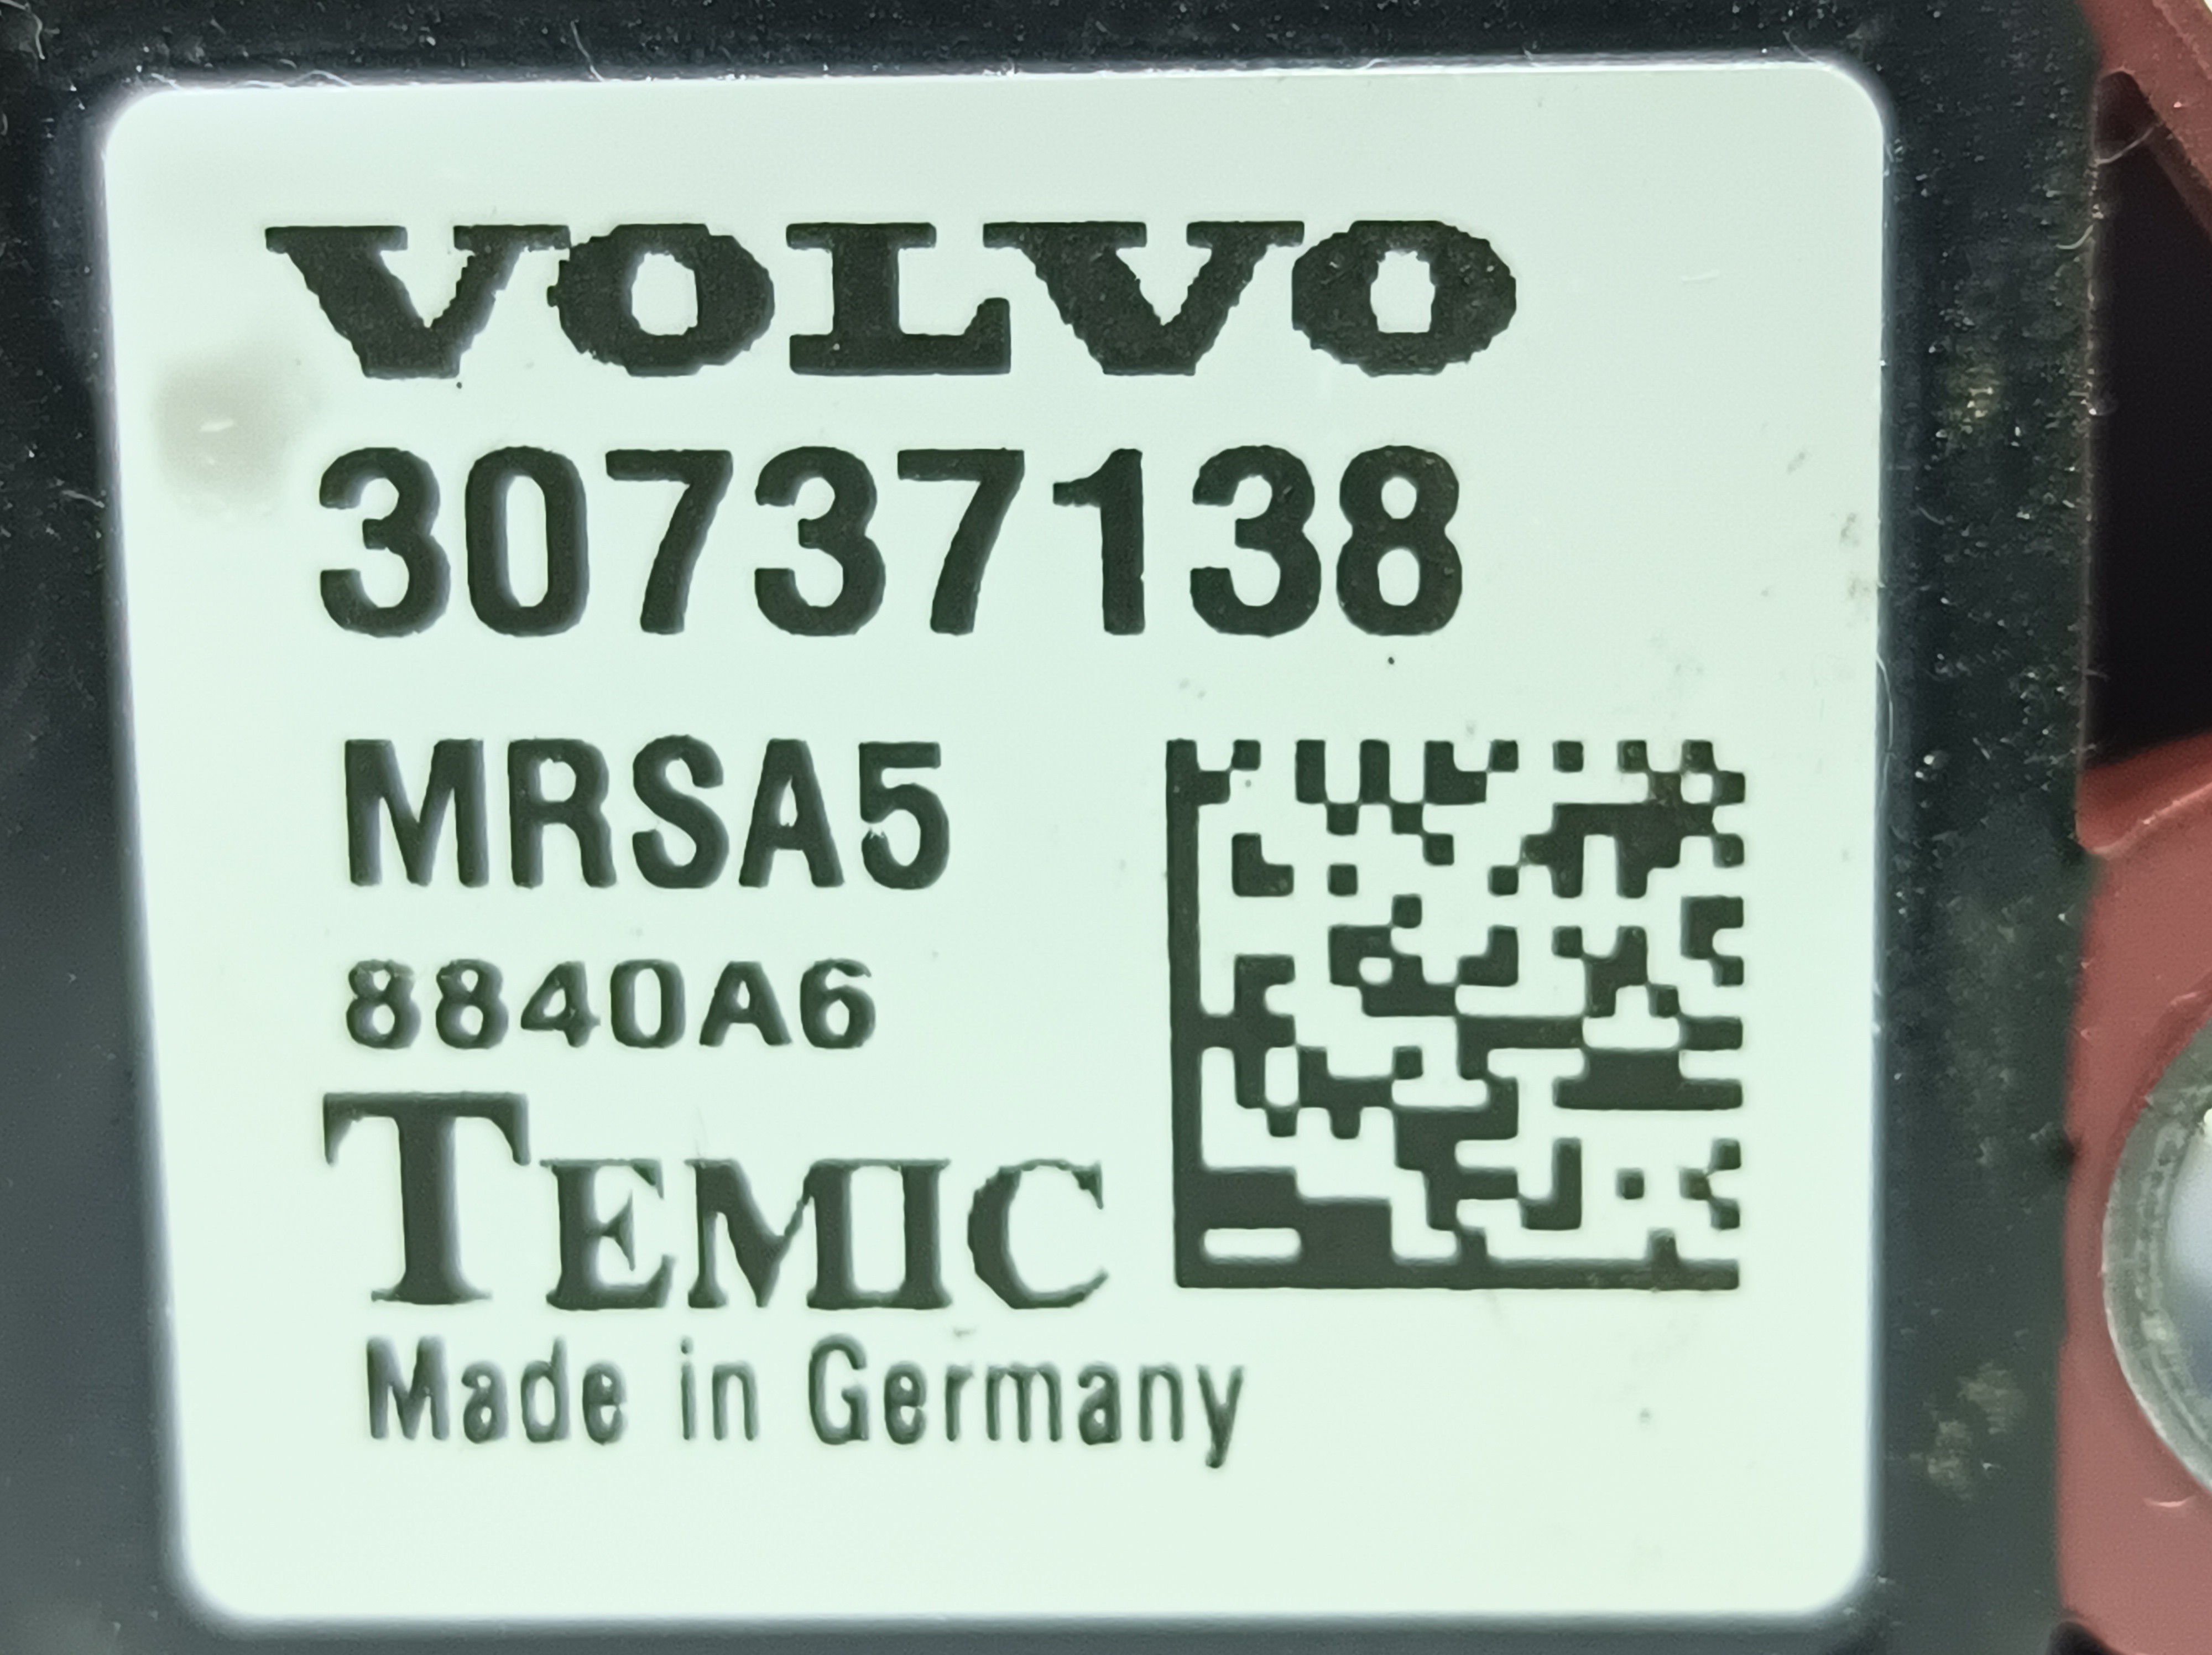 VOLVO
30737138
MRSA5
8840A6
TEMIC
Made in Germany